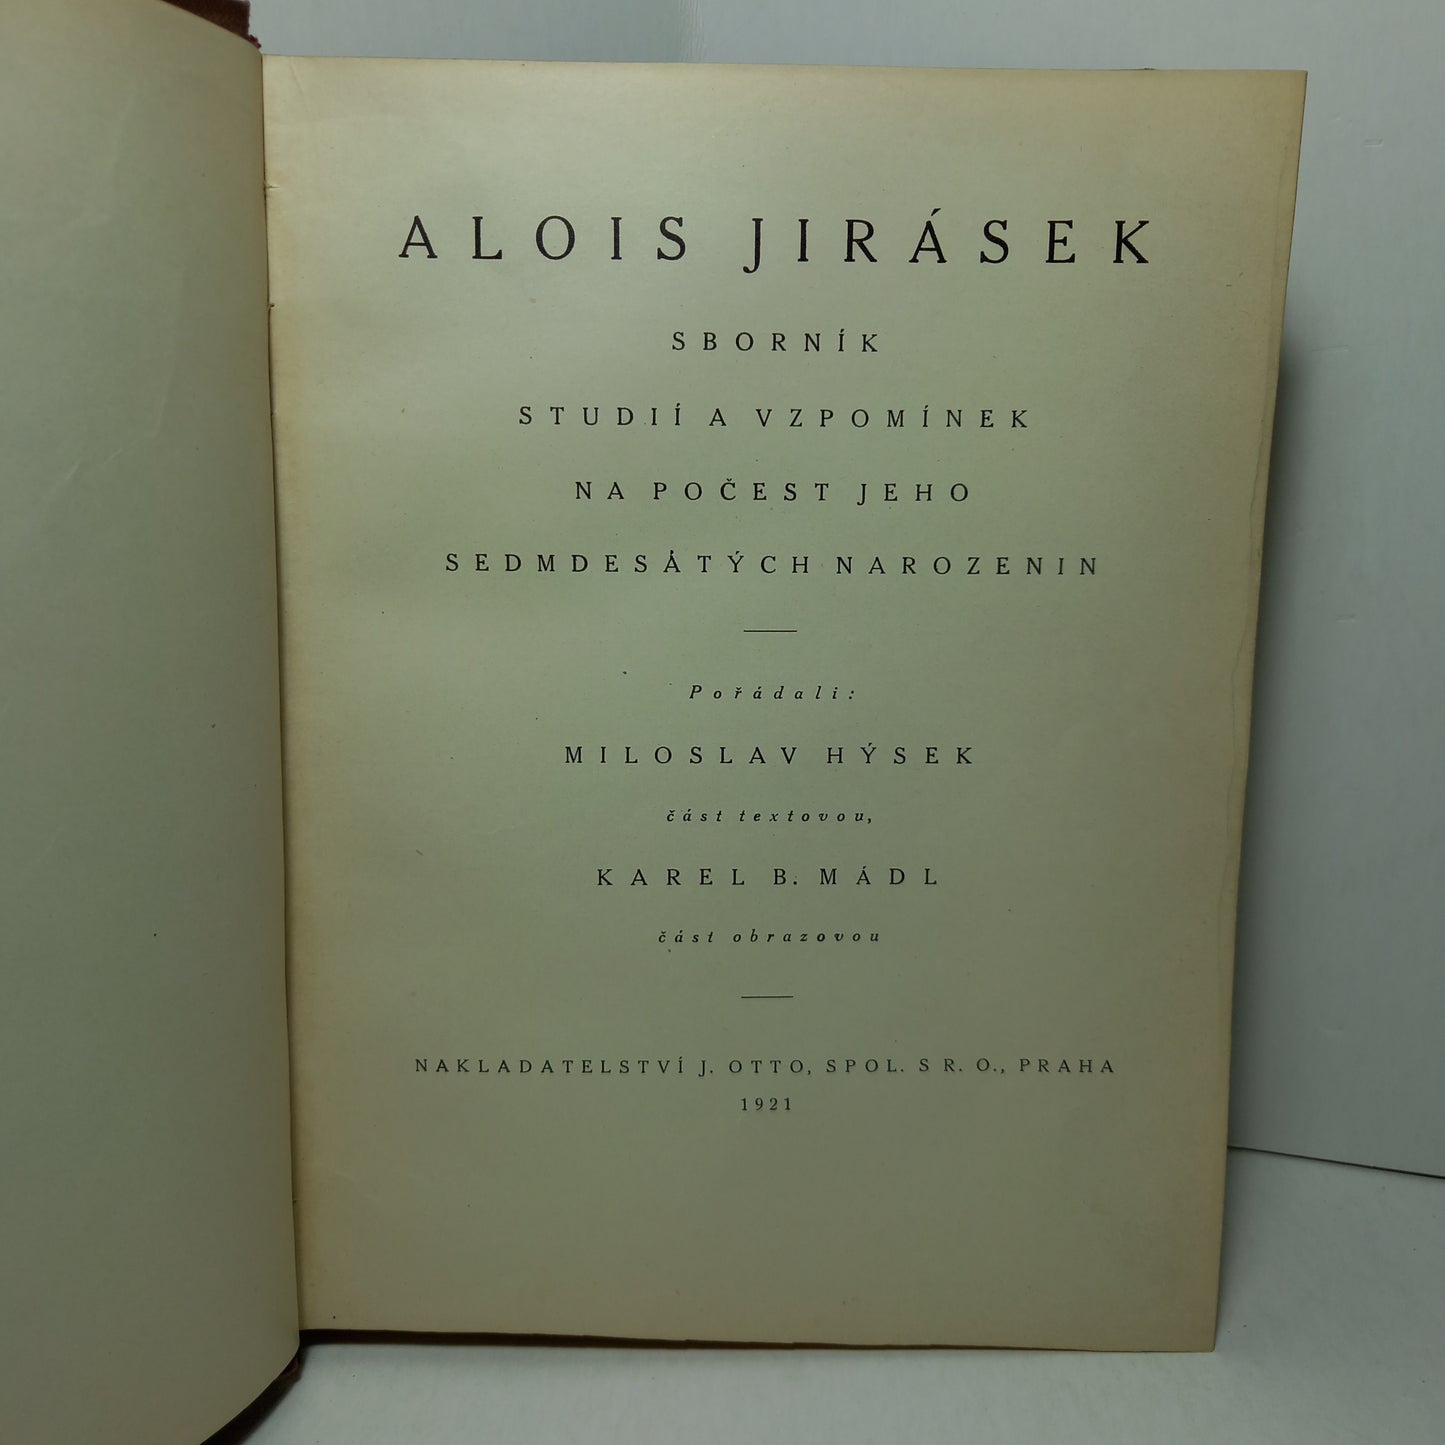 ALOIS JIRÁSEK
SBORNÍK
STUDIÍ A VZPOMÍNEK
NA POČEST JEHO
SEDMDESÁTÝCH NAROZENIN
Pořádali:
MILOSLAV HÝSEK
část textovou,
KAREL B. MÁDL
část obrazovou
NAKLADATELSTVÍ J. OTTO, SPOL. S R. O., PRAHA
1921